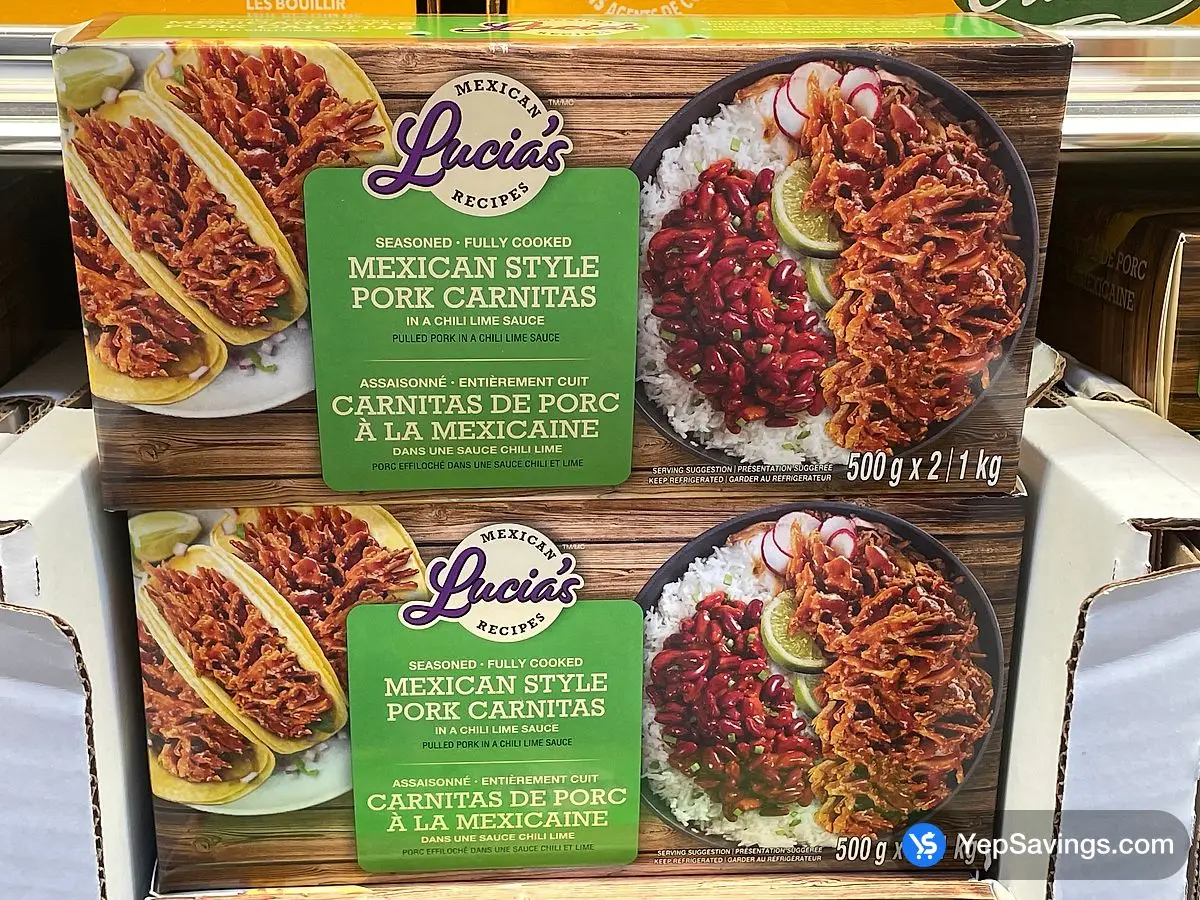 LES BOUILLIR
MEXICAN
Lucia's
RECIPES
TM/MC
SEASONED · FULLY COOKED
MEXICAN STYLE
PORK CARNITAS
IN A CHILI LIME SAUCE
PULLED PORK IN A CHILI LIME SAUCE
ASSAISONNÉ · ENTIÈREMENT CUIT
CARNITAS DE PORC
À LA MEXICAINE
DANS UNE SAUCE CHILI LIME
PORC EFFILOCHÉ DANS UNE SAUCE CHILI ET LIME
SERVING SUGGESTION | PRÉSENTATION SUGGÉRÉE
KEEP REFRIGERATED | GARDER AU RÉFRIGÉRATEUR
500 g x 2 | 1 kg
DE PORC
MEXICAINE
MEXICAN
Lucia's
RECIPES
TM/MC
SEASONED · FULLY COOKED
MEXICAN STYLE
PORK CARNITAS
IN A CHILI LIME SAUCE
PULLED PORK IN A CHILI LIME SAUCE
ASSAISONNÉ · ENTIÈREMENT CUIT
CARNITAS DE PORC
À LA MEXICAINE
DANS UNE SAUCE CHILI LIME
PORC EFFILOCHÉ DANS UNE SAUCE CHILI ET LIME
SERVING SUGGESTION | PRÉSENTATION SUGGÉRÉE
KEEP REFRIGERATED | GARDER AU RÉFRIGÉRATEUR
500 g x
kg
YepSavings.com